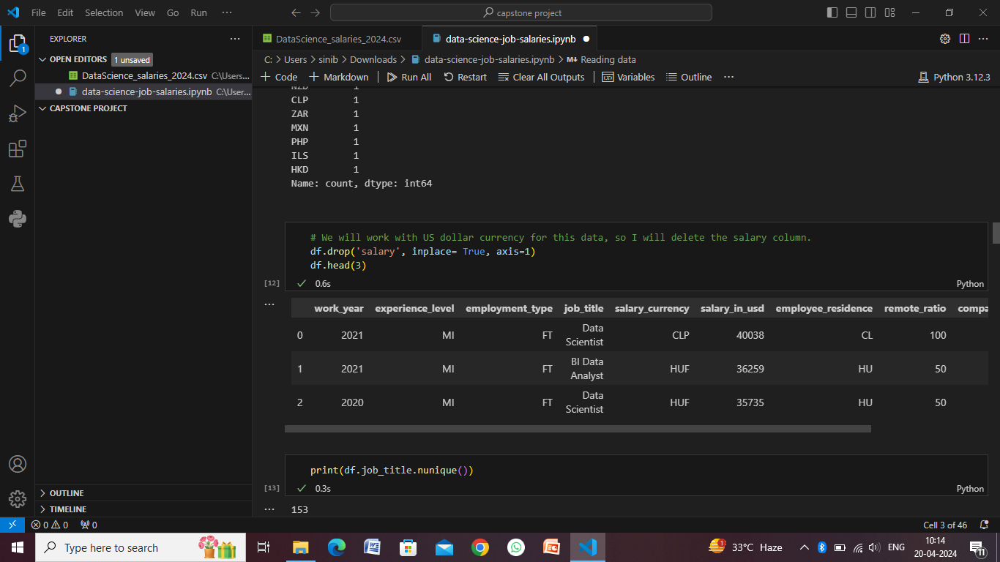 File Edit Selection View Go Run ··· capstone project
EXPLORER ···
OPEN EDITORS 1 unsaved
DataScience_salaries_2024.csv C:\Users...
data-science-job-salaries.ipynb C:\User...
CAPSTONE PROJECT
OUTLINE
TIMELINE
1
DataScience_salaries_2024.csv data-science-job-salaries.ipynb
C: > Users > sinib > Downloads > data-science-job-salaries.ipynb > Reading data
+ Code + Markdown Run All Restart Clear All Outputs Variables Outline ··· Python 3.12.3
NZD 1
CLP 1
ZAR 1
MXN 1
PHP 1
ILS 1
HKD 1
Name: count, dtype: int64
# We will work with US dollar currency for this data, so I will delete the salary column.
df.drop('salary', inplace= True, axis=1)
df.head(3)
[12] 0.6s Python
work_year experience_level employment_type job_title salary_currency salary_in_usd employee_residence remote_ratio compa
0 2021 MI FT Data Scientist CLP 40038 CL 100
1 2021 MI FT BI Data Analyst HUF 36259 HU 50
2 2020 MI FT Data Scientist HUF 35735 HU 50
print(df.job_title.nunique())
[13] 0.3s Python
153
0 0 0 Cell 3 of 46
Type here to search 33°C Haze ENG 10:14
20-04-2024 11